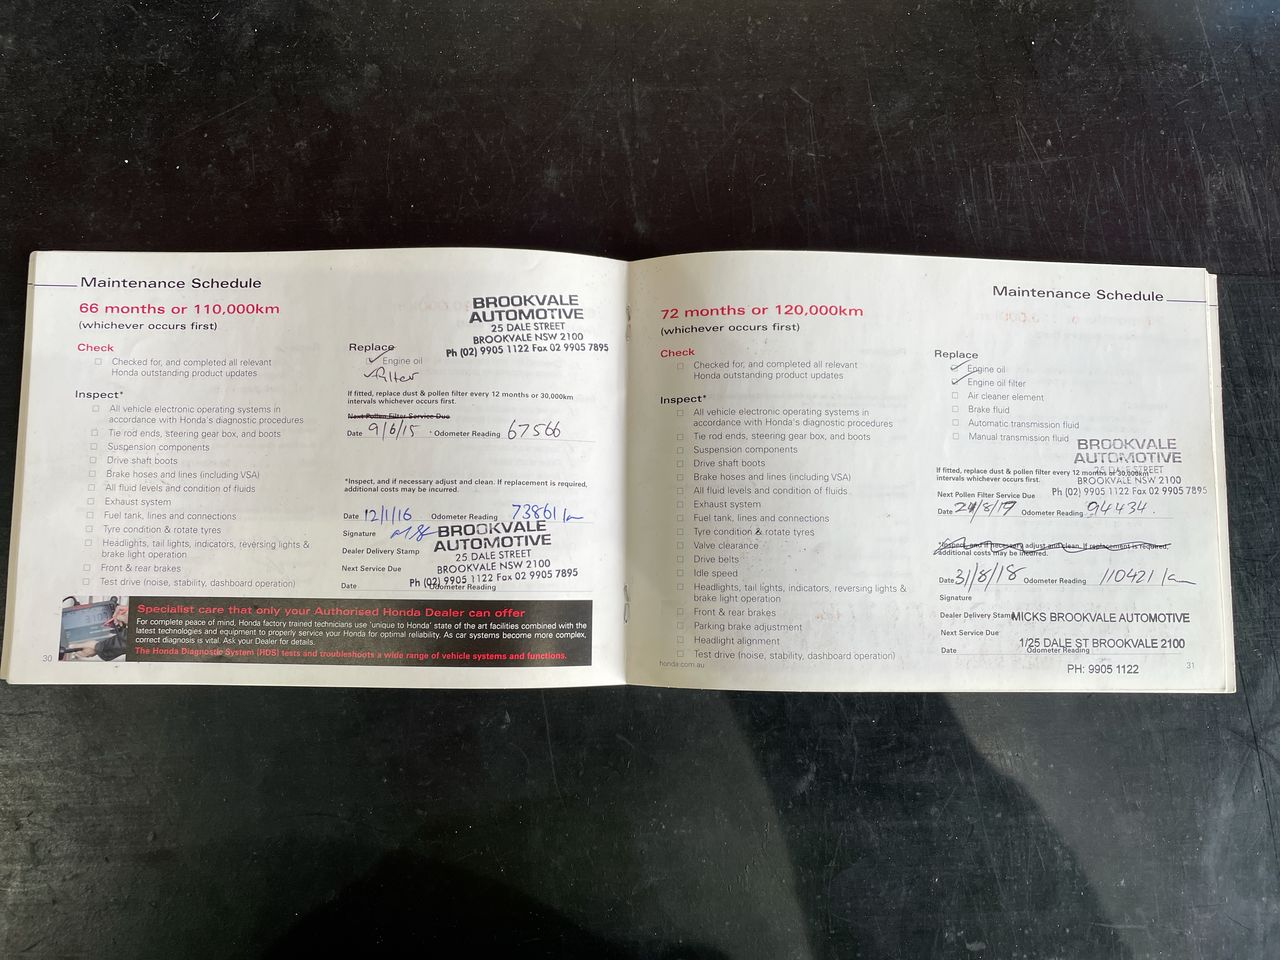 Maintenance Schedule
66 months or 110,000km
(whichever occurs first)
Check
Checked for, and completed all relevant
Honda outstanding product updates
Inspect*
All vehicle electronic operating systems in
accordance with Honda's diagnostic procedures
Tie rod ends, steering gear box, and boots
Suspension components
Drive shaft boots
Brake hoses and lines (including VSA)
All fluid levels and condition of fluids
Exhaust system
Fuel tank, lines and connections
Tyre condition & rotate tyres
Headlights, tail lights, indicators, reversing lights &
brake light operation
Front & rear brakes
Test drive (noise, stability, dashboard operation)
BROOKVALE
AUTOMOTIVE
25 DALE STREET
BROOKVALE NSW 2100
Ph (02) 9905 1122 Fax 02 9905 7895
Replace
Engine oil
Filter
If fitted, replace dust & pollen filter every 12 months or 30,000km
intervals whichever occurs first.
Next Pollen Filter Service Due
Date 9/6/15 Odometer Reading 67566
*Inspect, and if necessary adjust and clean. If replacement is required,
additional costs may be incurred.
Date 12/1/16 Odometer Reading 73861 km
Signature
BROOKVALE
AUTOMOTIVE
25 DALE STREET
BROOKVALE NSW 2100
Ph (02) 9905 1122 Fax 02 9905 7895
Dealer Delivery Stamp
Next Service Due
Date Odometer Reading
Specialist care that only your Authorised Honda Dealer can offer
For complete peace of mind, Honda factory trained technicians use 'unique to Honda' state of the art facilities combined with the
latest technologies and equipment to properly service your Honda for optimal reliability. As car systems become more complex,
correct diagnosis is vital. Ask your Dealer for details.
The Honda Diagnostic System (HDS) tests and troubleshoots a wide range of vehicle systems and functions.
30
Maintenance Schedule
72 months or 120,000km
(whichever occurs first)
Check
Checked for, and completed all relevant
Honda outstanding product updates
Inspect*
All vehicle electronic operating systems in
accordance with Honda's diagnostic procedures
Tie rod ends, steering gear box, and boots
Suspension components
Drive shaft boots
Brake hoses and lines (including VSA)
All fluid levels and condition of fluids
Exhaust system
Fuel tank, lines and connections
Tyre condition & rotate tyres
Valve clearance
Drive belts
Idle speed
Headlights, tail lights, indicators, reversing lights &
brake light operation
Front & rear brakes
Parking brake adjustment
Headlight alignment
Test drive (noise, stability, dashboard operation)
honda.com.au
Replace
Engine oil
Engine oil filter
Air cleaner element
Brake fluid
Automatic transmission fluid
Manual transmission fluid
BROOKVALE
AUTOMOTIVE
25 DALE STREET
BROOKVALE NSW 2100
Ph (02) 9905 1122 Fax 02 9905 7895
If fitted, replace dust & pollen filter every 12 months or 30,000km
intervals whichever occurs first.
Next Pollen Filter Service Due
Date Odometer Reading 94434
*Inspect, and if necessary adjust and clean. If replacement is required,
additional costs may be incurred.
Date 31/8/18 Odometer Reading 110421 km
Signature
Dealer Delivery Stamp
MICKS BROOKVALE AUTOMOTIVE
Next Service Due
1/25 DALE ST BROOKVALE 2100
Date Odometer Reading
PH: 9905 1122
31